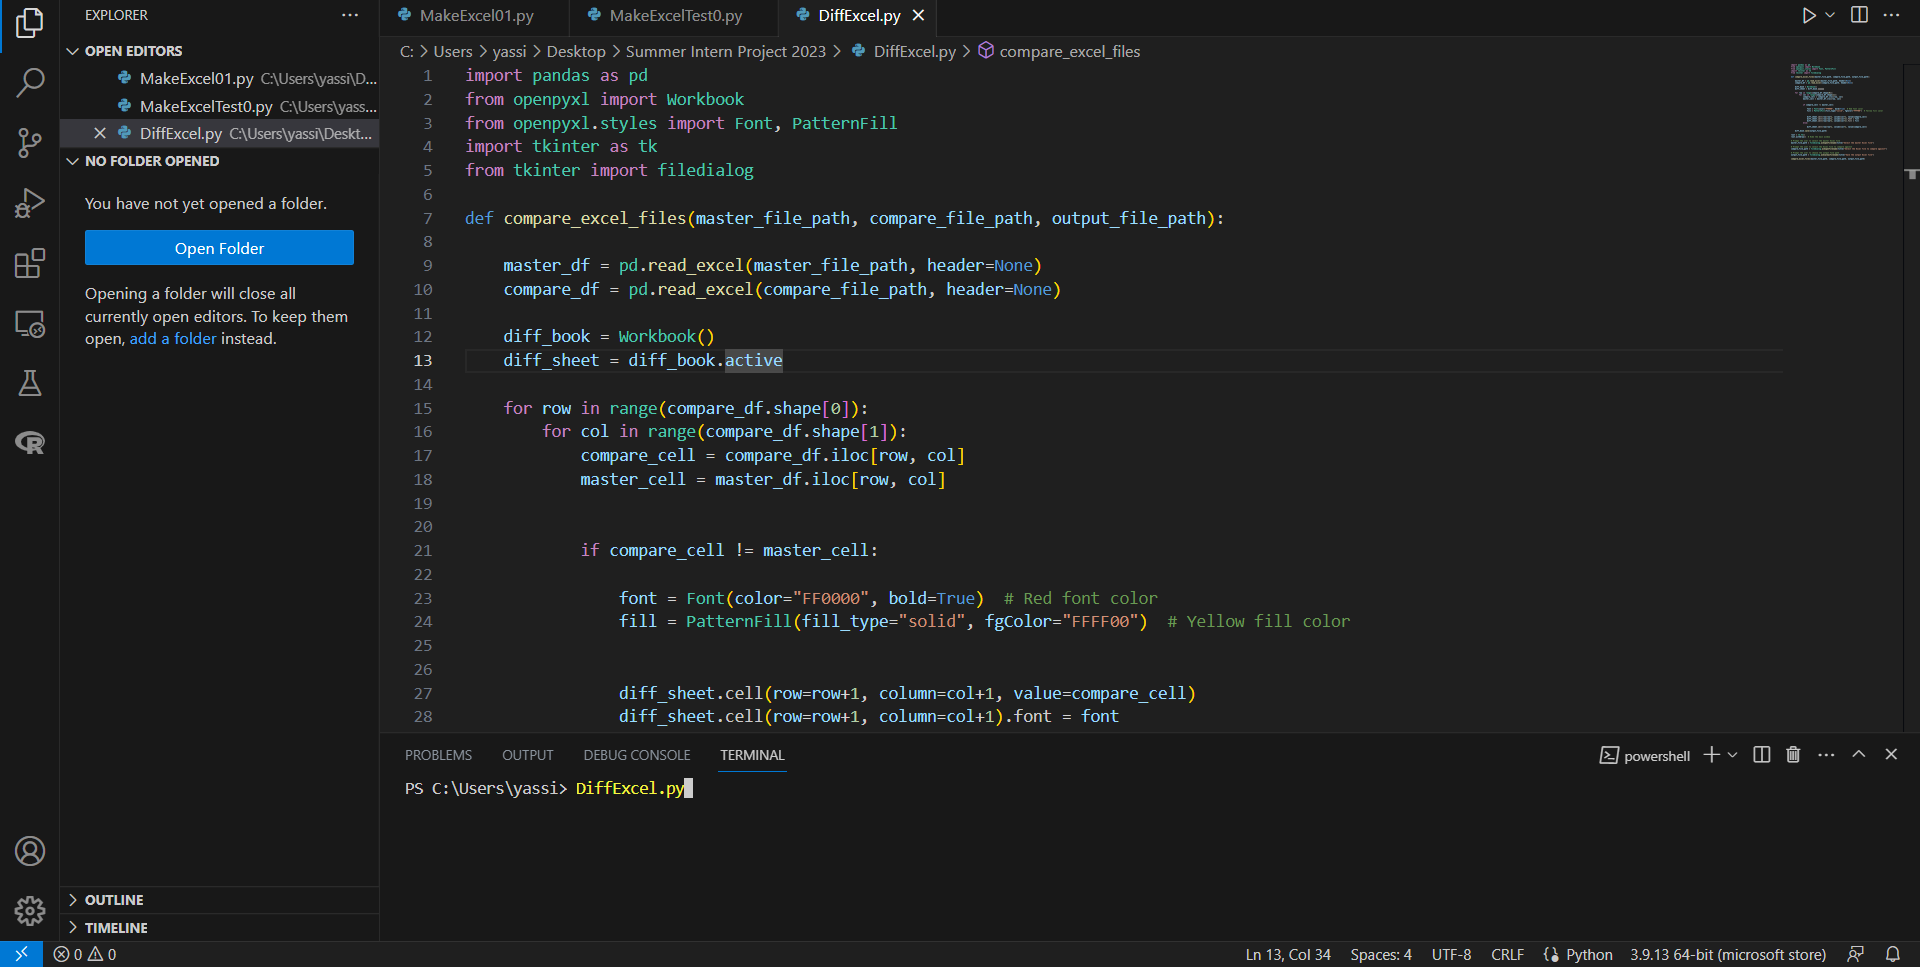 EXPLORER
OPEN EDITORS
MakeExcel01.py C:\Users\yassi\D...
MakeExcelTest0.py C:\Users\yass...
DiffExcel.py C:\Users\yassi\Deskt...
NO FOLDER OPENED
You have not yet opened a folder.
Open Folder
Opening a folder will close all
currently open editors. To keep them
open, add a folder instead.
OUTLINE
TIMELINE
MakeExcel01.py MakeExcelTest0.py DiffExcel.py
C: > Users > yassi > Desktop > Summer Intern Project 2023 > DiffExcel.py > compare_excel_files
1 import pandas as pd
2 from openpyxl import Workbook
3 from openpyxl.styles import Font, PatternFill
4 import tkinter as tk
5 from tkinter import filedialog
6
7 def compare_excel_files(master_file_path, compare_file_path, output_file_path):
8
9 master_df = pd.read_excel(master_file_path, header=None)
10 compare_df = pd.read_excel(compare_file_path, header=None)
11
12 diff_book = Workbook()
13 diff_sheet = diff_book.active
14
15 for row in range(compare_df.shape[0]):
16 for col in range(compare_df.shape[1]):
17 compare_cell = compare_df.iloc[row, col]
18 master_cell = master_df.iloc[row, col]
19
20
21 if compare_cell != master_cell:
22
23 font = Font(color="FF0000", bold=True)  # Red font color
24 fill = PatternFill(fill_type="solid", fgColor="FFFF00")  # Yellow fill color
25
26
27 diff_sheet.cell(row=row+1, column=col+1, value=compare_cell)
28 diff_sheet.cell(row=row+1, column=col+1).font = font
PROBLEMS OUTPUT DEBUG CONSOLE TERMINAL powershell
PS C:\Users\yassi> DiffExcel.py
0 0 Ln 13, Col 34 Spaces: 4 UTF-8 CRLF Python 3.9.13 64-bit (microsoft store)